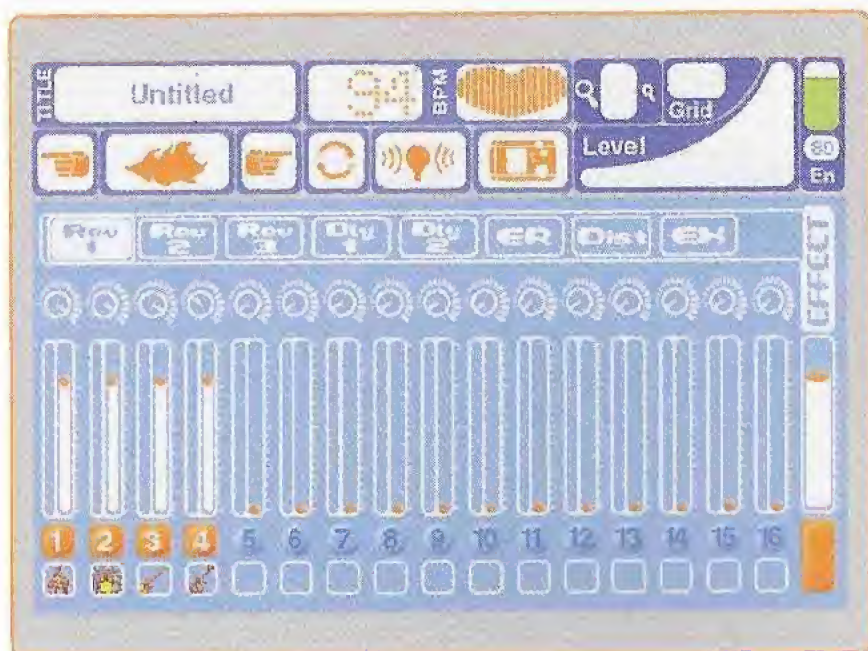 TITLE
Untitled
94
BPM
Grid
Level
80
En
Rev 1
Rev 2
Rev 3
Dly 1
Dly 2
ER
Dist
EX
EFFECT
1 2 3 4 5 6 7 8 9 10 11 12 13 14 15 16